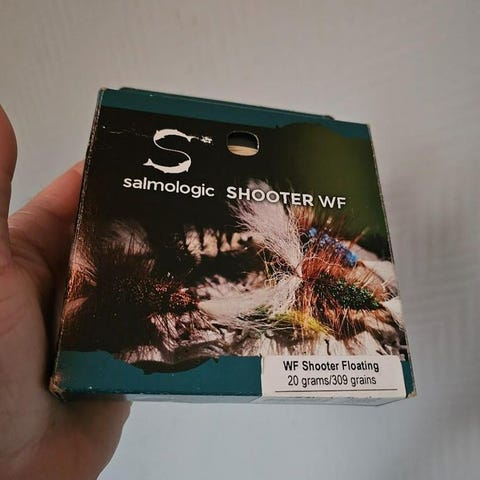 salmologic SHOOTER WF
WF Shooter Floating
20 grams/309 grains